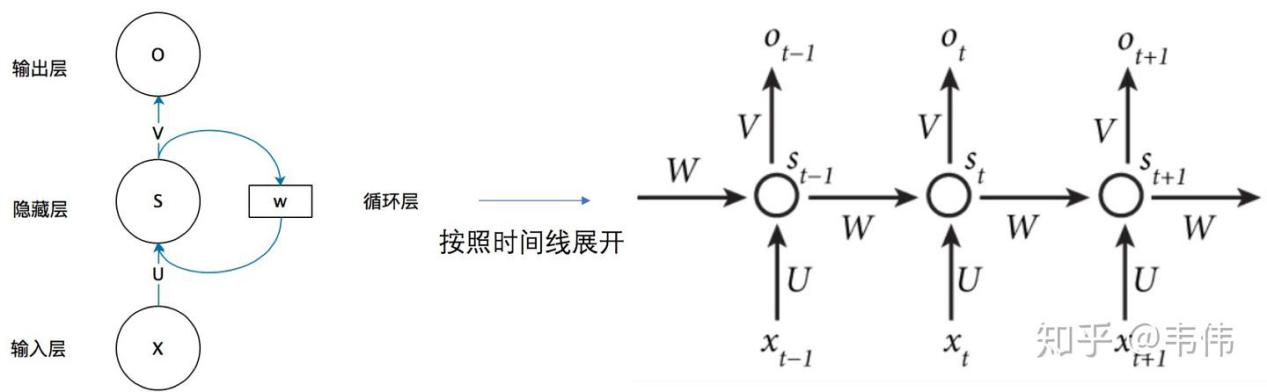 输出层
O
V
隐藏层
S
w
循环层
U
输入层
X
按照时间线展开
o_{t-1} o_t o_{t+1}
V V V
s_{t-1} s_t s_{t+1}
W W W W
U U U
x_{t-1} x_t x_{t+1}
知乎 @韦伟